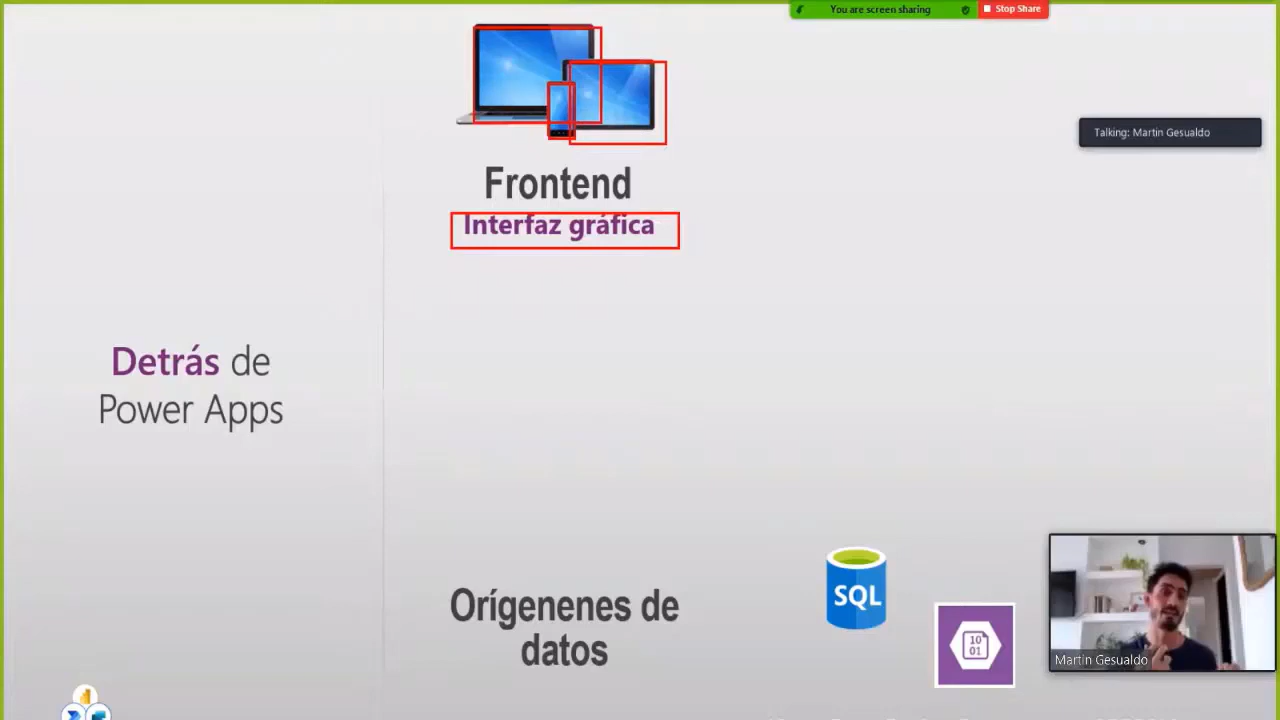 You are screen sharing
Stop Share
Talking: Martin Gesualdo
Frontend
Interfaz gráfica
Detrás de
Power Apps
Orígenenes de
datos
SQL
10
01
Martin Gesualdo